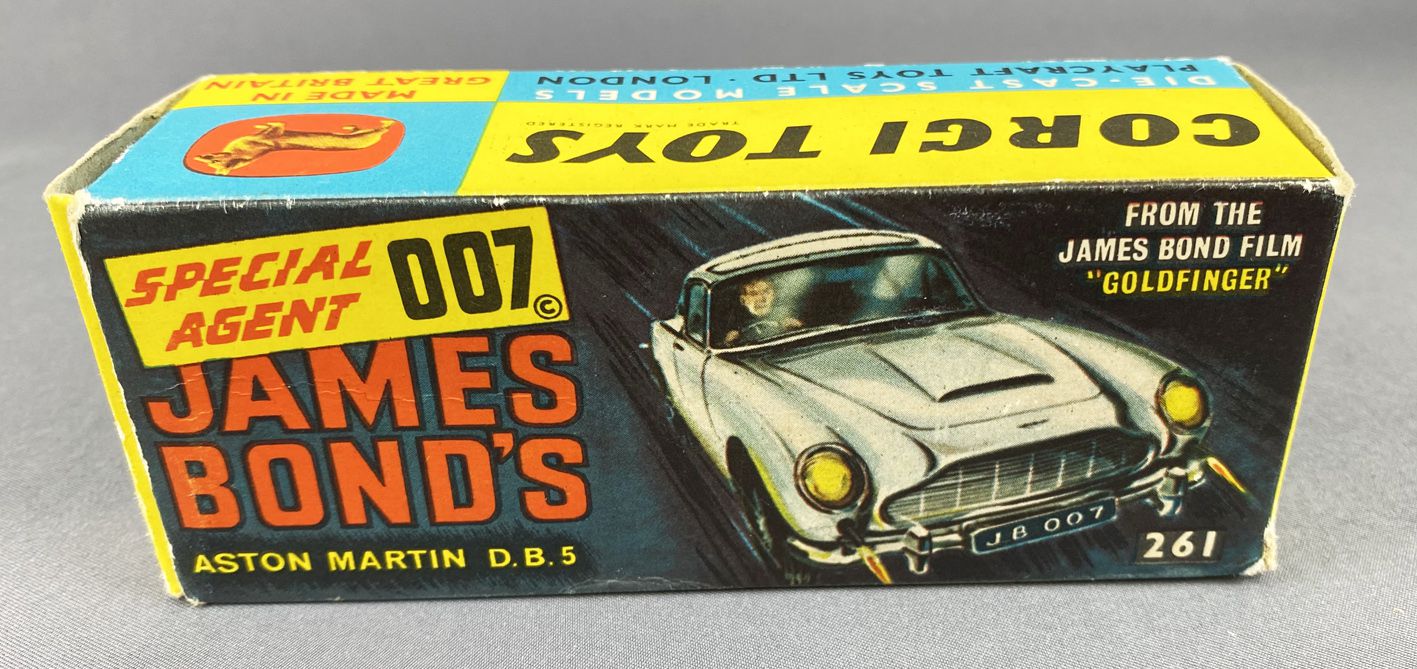 MADE IN
GREAT BRITAIN
DIE-CAST SCALE MODELS
PLAYCRAFT TOYS LTD · LONDON
CORGI TOYS
TRADE MARK REGISTERED
SPECIAL
AGENT
007©
JAMES
BOND'S
ASTON MARTIN D.B.5
FROM THE
JAMES BOND FILM
"GOLDFINGER"
JB 007
261